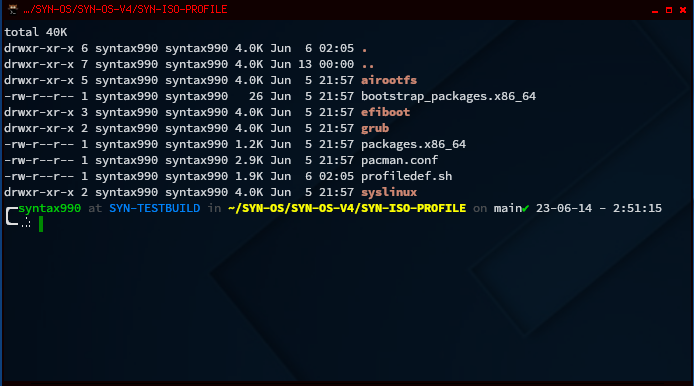 …/SYN-OS/SYN-OS-V4/SYN-ISO-PROFILE
total 40K
drwxr-xr-x 6 syntax990 syntax990 4.0K Jun  6 02:05 .
drwxr-xr-x 7 syntax990 syntax990 4.0K Jun 13 00:00 ..
drwxr-xr-x 5 syntax990 syntax990 4.0K Jun  5 21:57 airootfs
-rw-r--r-- 1 syntax990 syntax990   26 Jun  5 21:57 bootstrap_packages.x86_64
drwxr-xr-x 3 syntax990 syntax990 4.0K Jun  5 21:57 efiboot
drwxr-xr-x 2 syntax990 syntax990 4.0K Jun  5 21:57 grub
-rw-r--r-- 1 syntax990 syntax990 1.2K Jun  5 21:57 packages.x86_64
-rw-r--r-- 1 syntax990 syntax990 2.9K Jun  5 21:57 pacman.conf
-rw-r--r-- 1 syntax990 syntax990 1.9K Jun  6 02:05 profiledef.sh
drwxr-xr-x 2 syntax990 syntax990 4.0K Jun  5 21:57 syslinux
syntax990 at SYN-TESTBUILD in ~/SYN-OS/SYN-OS-V4/SYN-ISO-PROFILE on main✔ 23-06-14 - 2:51:15